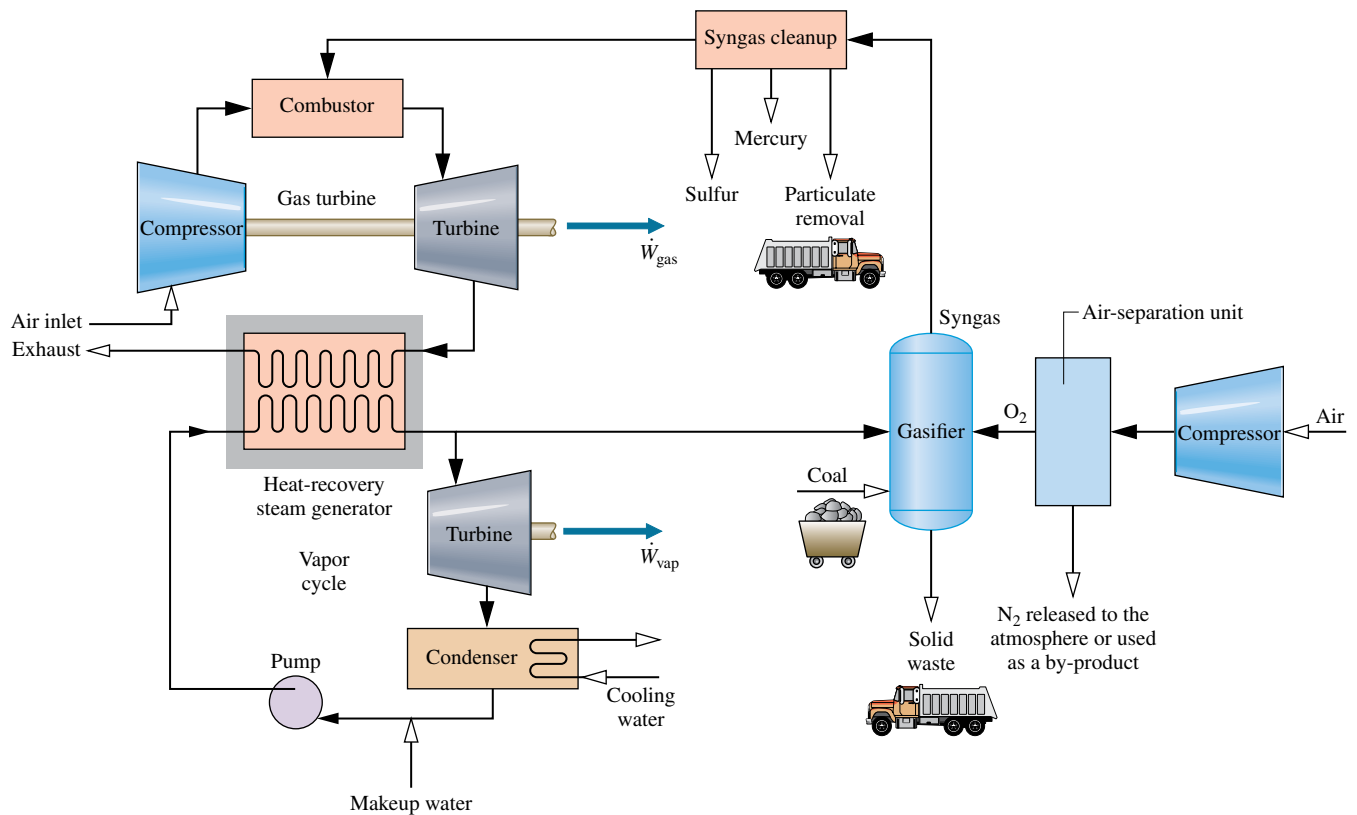 Syngas cleanup
Combustor
Mercury
Sulfur
Particulate
removal
Gas turbine
Compressor
Turbine
Ẇgas
Air inlet
Exhaust
Syngas
Air-separation unit
O2
Gasifier
Compressor
Air
Coal
Heat-recovery
steam generator
Turbine
Ẇvap
Vapor
cycle
N2 released to the
atmosphere or used
as a by-product
Solid
waste
Condenser
Pump
Cooling
water
Makeup water